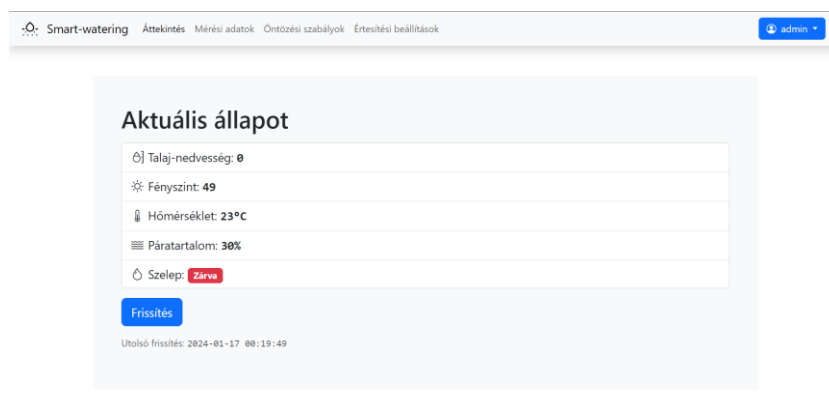 Smart-watering Áttekintés Mérési adatok Öntözési szabályok Értesítési beállítások admin
Aktuális állapot
Talaj-nedvesség: 0
Fényszint: 49
Hőmérséklet: 23°C
Páratartalom: 30%
Szelep: Zárva
Frissítés
Utolsó frissítés: 2024-01-17 00:19:49